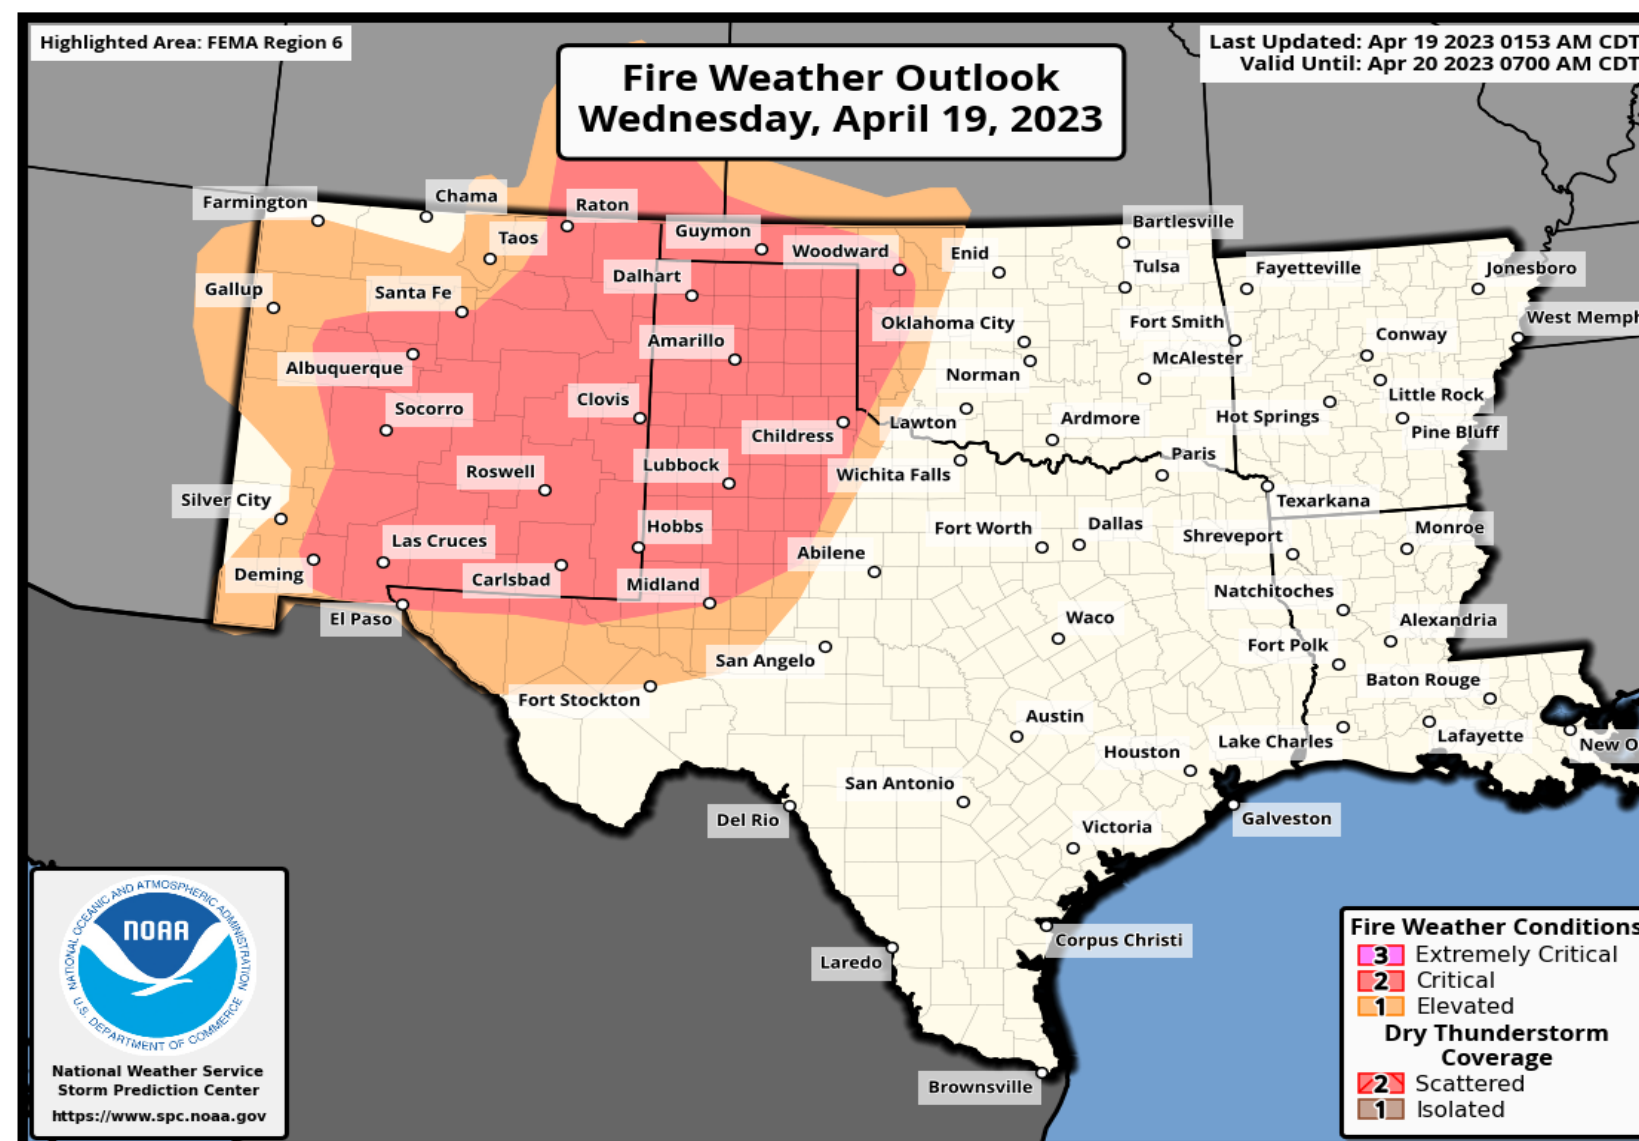 Highlighted Area: FEMA Region 6
Fire Weather Outlook
Wednesday, April 19, 2023
Last Updated: Apr 19 2023 0153 AM CDT
Valid Until: Apr 20 2023 0700 AM CDT
Farmington
Chama
Raton
Taos
Guymon
Woodward
Enid
Bartlesville
Tulsa
Fayetteville
Jonesboro
Gallup
Santa Fe
Dalhart
Oklahoma City
Fort Smith
West Memph
Amarillo
Norman
McAlester
Conway
Albuquerque
Little Rock
Socorro
Clovis
Childress
Lawton
Ardmore
Hot Springs
Pine Bluff
Roswell
Lubbock
Wichita Falls
Paris
Silver City
Texarkana
Hobbs
Fort Worth
Dallas
Shreveport
Monroe
Las Cruces
Abilene
Deming
Carlsbad
Midland
Natchitoches
El Paso
Waco
Alexandria
San Angelo
Fort Polk
Baton Rouge
Fort Stockton
Austin
Houston
Lake Charles
Lafayette
New O
San Antonio
Del Rio
Victoria
Galveston
Corpus Christi
Laredo
Brownsville
NATIONAL OCEANIC AND ATMOSPHERIC ADMINISTRATION
NOAA
U.S. DEPARTMENT OF COMMERCE
National Weather Service
Storm Prediction Center
https://www.spc.noaa.gov
Fire Weather Conditions
3 Extremely Critical
2 Critical
1 Elevated
Dry Thunderstorm
Coverage
2 Scattered
1 Isolated